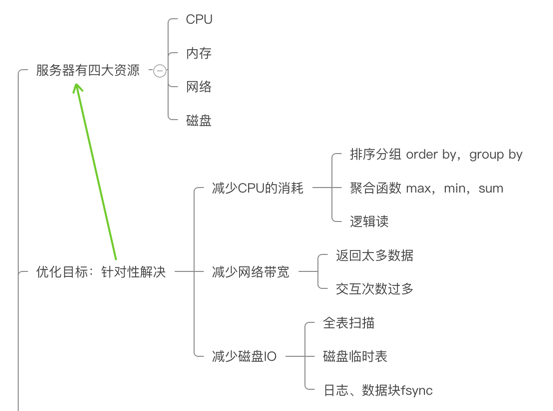 CPU
内存
服务器有四大资源
网络
磁盘
排序分组 order by，group by
减少CPU的消耗
聚合函数 max，min，sum
逻辑读
返回太多数据
优化目标：针对性解决
减少网络带宽
交互次数过多
全表扫描
减少磁盘IO
磁盘临时表
日志、数据块fsync